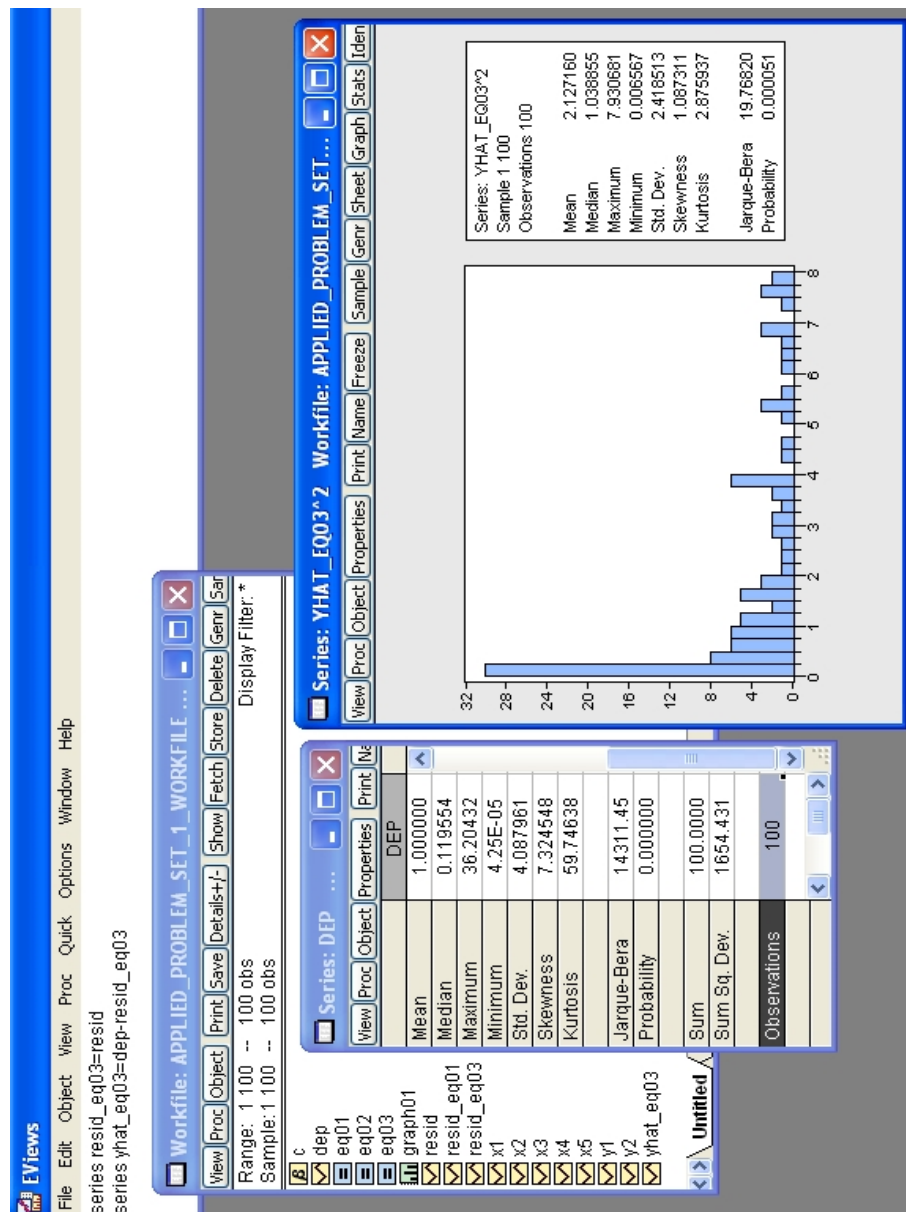 EViews
File Edit Object View Proc Quick Options Window Help
series resid_eq03=resid
series yhat_eq03=dep-resid_eq03
Workfile: APPLIED_PROBLEM_SET_1_WORKFILE ...
View Proc Object Print Save Details+/- Show Fetch Store Delete Genr Sar
Range: 1 100 -- 100 obs
Display Filter: *
Sample: 1 100 -- 100 obs
c
dep
eq01
eq02
eq03
graph01
resid
resid_eq01
resid_eq03
x1
x2
x3
x4
x5
y1
y2
yhat_eq03
Untitled
Series: DEP ...
View Proc Object Properties Print Na
DEP
Mean 1.000000
Median 0.119554
Maximum 36.20432
Minimum 4.25E-05
Std. Dev. 4.087961
Skewness 7.324548
Kurtosis 59.74638
Jarque-Bera 14311.45
Probability 0.000000
Sum 100.0000
Sum Sq. Dev. 1654.431
Observations 100
Series: YHAT_EQ03^2 Workfile: APPLIED_PROBLEM_SET...
View Proc Object Properties Print Name Freeze Sample Genr Sheet Graph Stats Iden
32
28
24
20
16
12
8
4
0
0 1 2 3 4 5 6 7 8
Series: YHAT_EQ03^2
Sample 1 100
Observations 100
Mean 2.127160
Median 1.038855
Maximum 7.930681
Minimum 0.006567
Std. Dev. 2.418513
Skewness 1.087311
Kurtosis 2.875937
Jarque-Bera 19.76820
Probability 0.000051